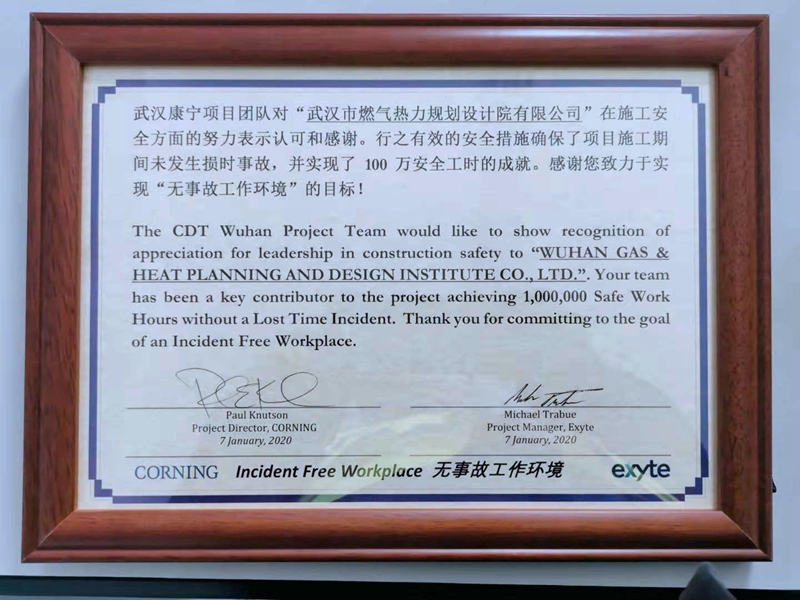 武汉康宁项目团队对“武汉市燃气热力规划设计院有限公司”在施工安
全方面的努力表示认可和感谢。行之有效的安全措施确保了项目施工期
间未发生损时事故，并实现了 100 万安全工时的成就。感谢您致力于实
现“无事故工作环境”的目标！
The CDT Wuhan Project Team would like to show recognition of
appreciation for leadership in construction safety to “WUHAN GAS &
HEAT PLANNING AND DESIGN INSTITUTE CO., LTD.”. Your team
has been a key contributor to the project achieving 1,000,000 Safe Work
Hours without a Lost Time Incident. Thank you for committing to the goal
of an Incident Free Workplace.
Paul Knutson
Project Director, CORNING
7 January, 2020
Michael Trabue
Project Manager, Exyte
7 January, 2020
CORNING Incident Free Workplace 无事故工作环境 exyte